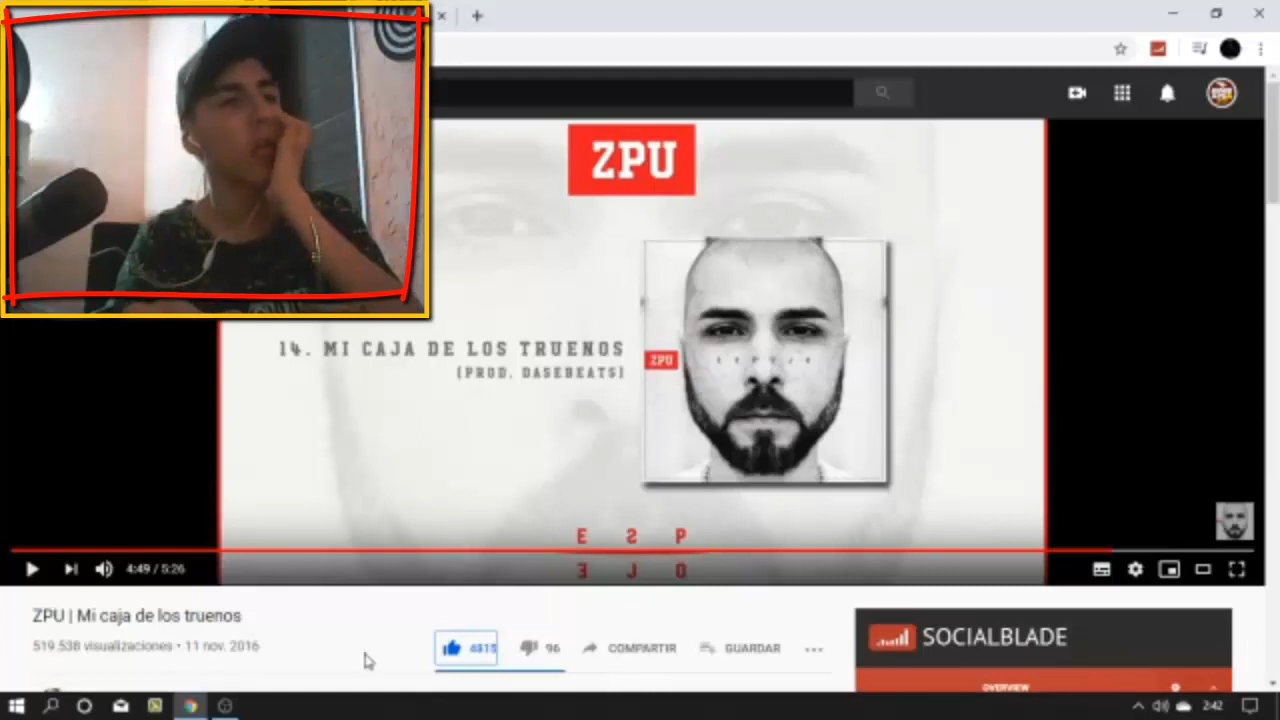 ZPU
14. MI CAJA DE LOS TRUENOS
(PROD. DASEBEATS)
ZPU
E S P
E J O
4:49 / 5:26
ZPU | Mi caja de los truenos
519.538 visualizaciones • 11 nov. 2016
4815
96
COMPARTIR
GUARDAR
SOCIALBLADE
OVERVIEW
2:42